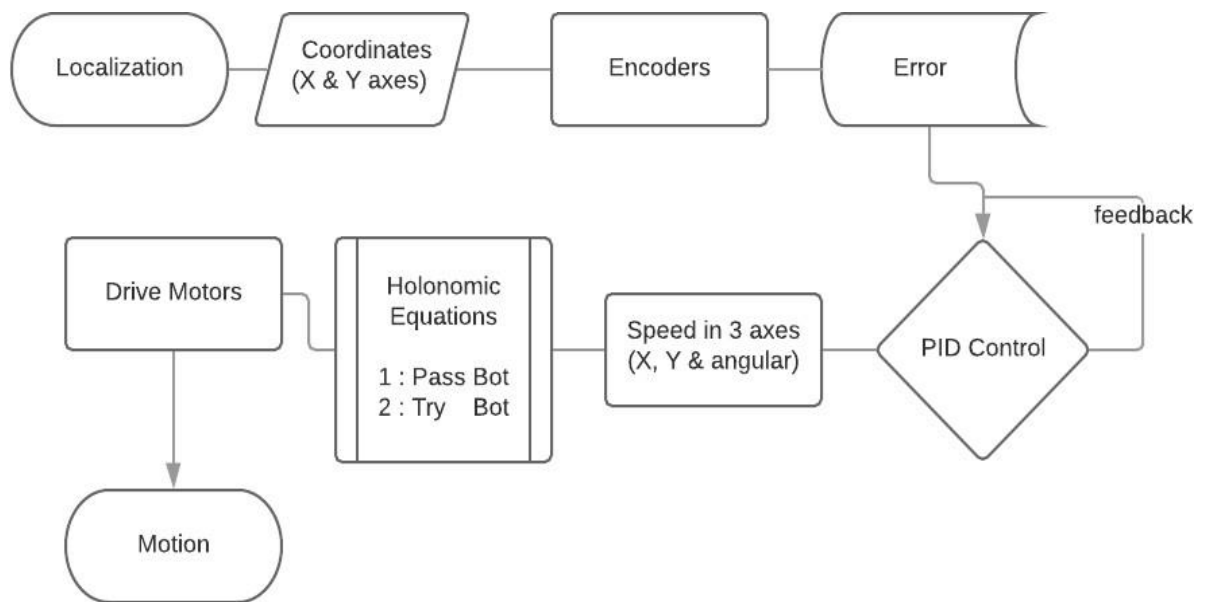 Localization
Coordinates
(X & Y axes)
Encoders
Error
feedback
PID Control
Speed in 3 axes
(X, Y & angular)
Holonomic
Equations
1 : Pass Bot
2 : Try Bot
Drive Motors
Motion